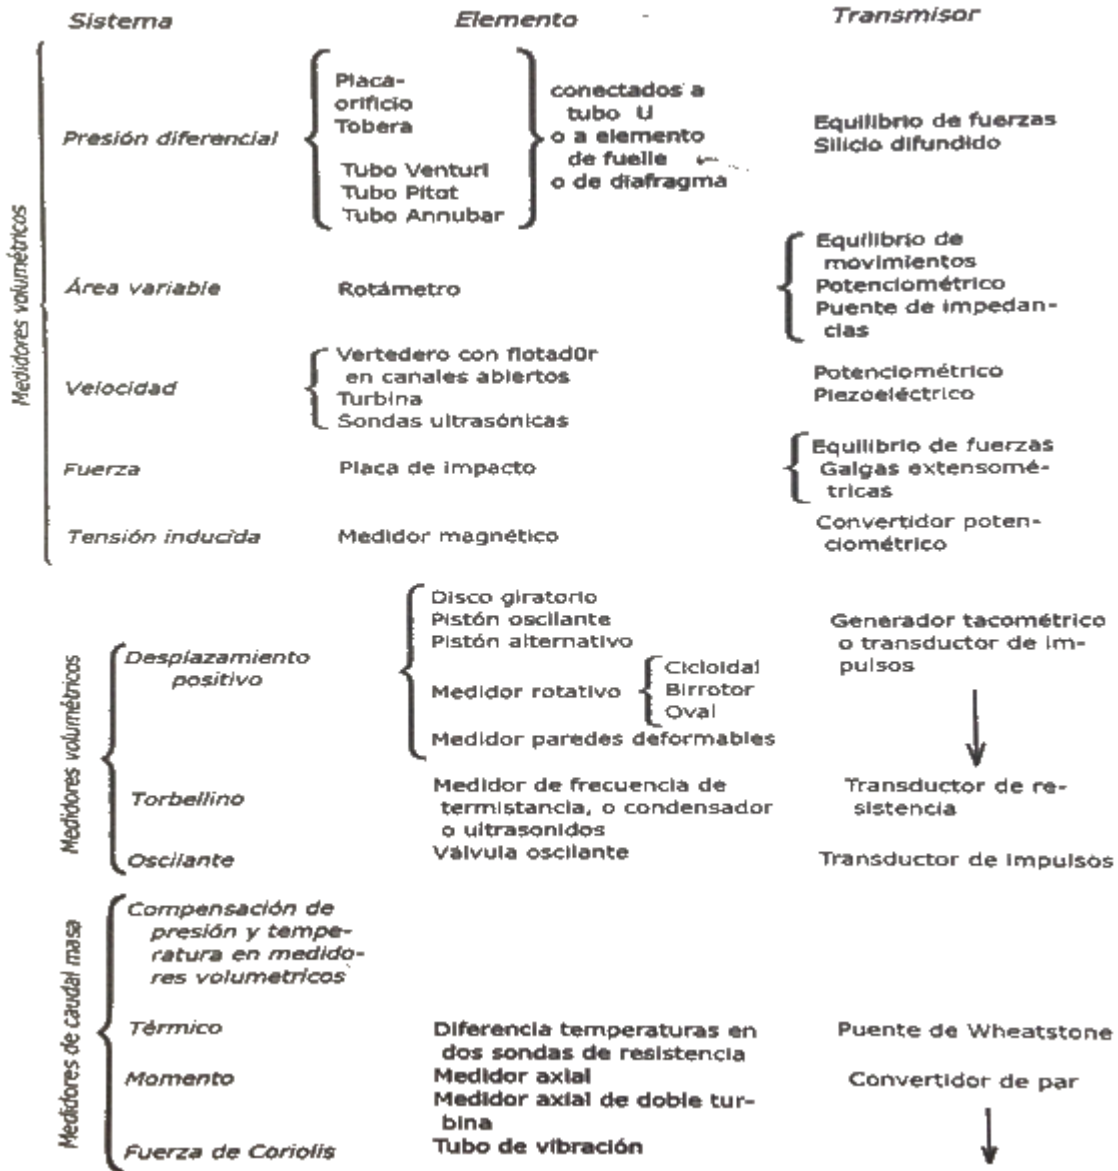 Sistema Elemento Transmisor
Medidores volumétricos
Presión diferencial
Placa-
orificio
Tobera
Tubo Venturi
Tubo Pitot
Tubo Annubar
conectados a
tubo U
o a elemento
de fuelle
o de diafragma
Equilibrio de fuerzas
Silicio difundido
Área variable
Rotámetro
Equilibrio de
movimientos
Potenciométrico
Puente de impedan-
cias
Velocidad
Vertedero con flotad0r
en canales abiertos
Turbina
Sondas ultrasónicas
Potenciométrico
Piezoeléctrico
Fuerza
Placa de impacto
Equilibrio de fuerzas
Galgas extensomé-
tricas
Tensión inducida
Medidor magnético
Convertidor poten-
ciométrico
Medidores volumétricos
Desplazamiento
positivo
Disco giratorio
Pistón oscilante
Pistón alternativo
Medidor rotativo
Cicloidal
Birrotor
Oval
Medidor paredes deformables
Generador tacométrico
o transductor de im-
pulsos
Torbellino
Medidor de frecuencia de
termistancia, o condensador
o ultrasonidos
Transductor de re-
sistencia
Oscilante
Válvula oscilante
Transductor de impulsos
Medidores de caudal masa
Compensación de
presión y tempe-
ratura en medido-
res volumetricos
Térmico
Diferencia temperaturas en
dos sondas de resistencia
Puente de Wheatstone
Momento
Medidor axial
Medidor axial de doble tur-
bina
Convertidor de par
Fuerza de Coriolis
Tubo de vibración